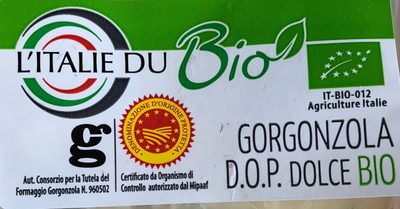 L'ITALIE DU Bio
IT-BIO-012
Agriculture Italie
g
DENOMINAZIONE D'ORIGINE PROTETTA
GORGONZOLA
D.O.P. DOLCE BIO
Aut. Consorzio per la Tutela del
Formaggio Gorgonzola N. 960502
Certificato da Organismo di
Controllo autorizzato dal Mipaaf